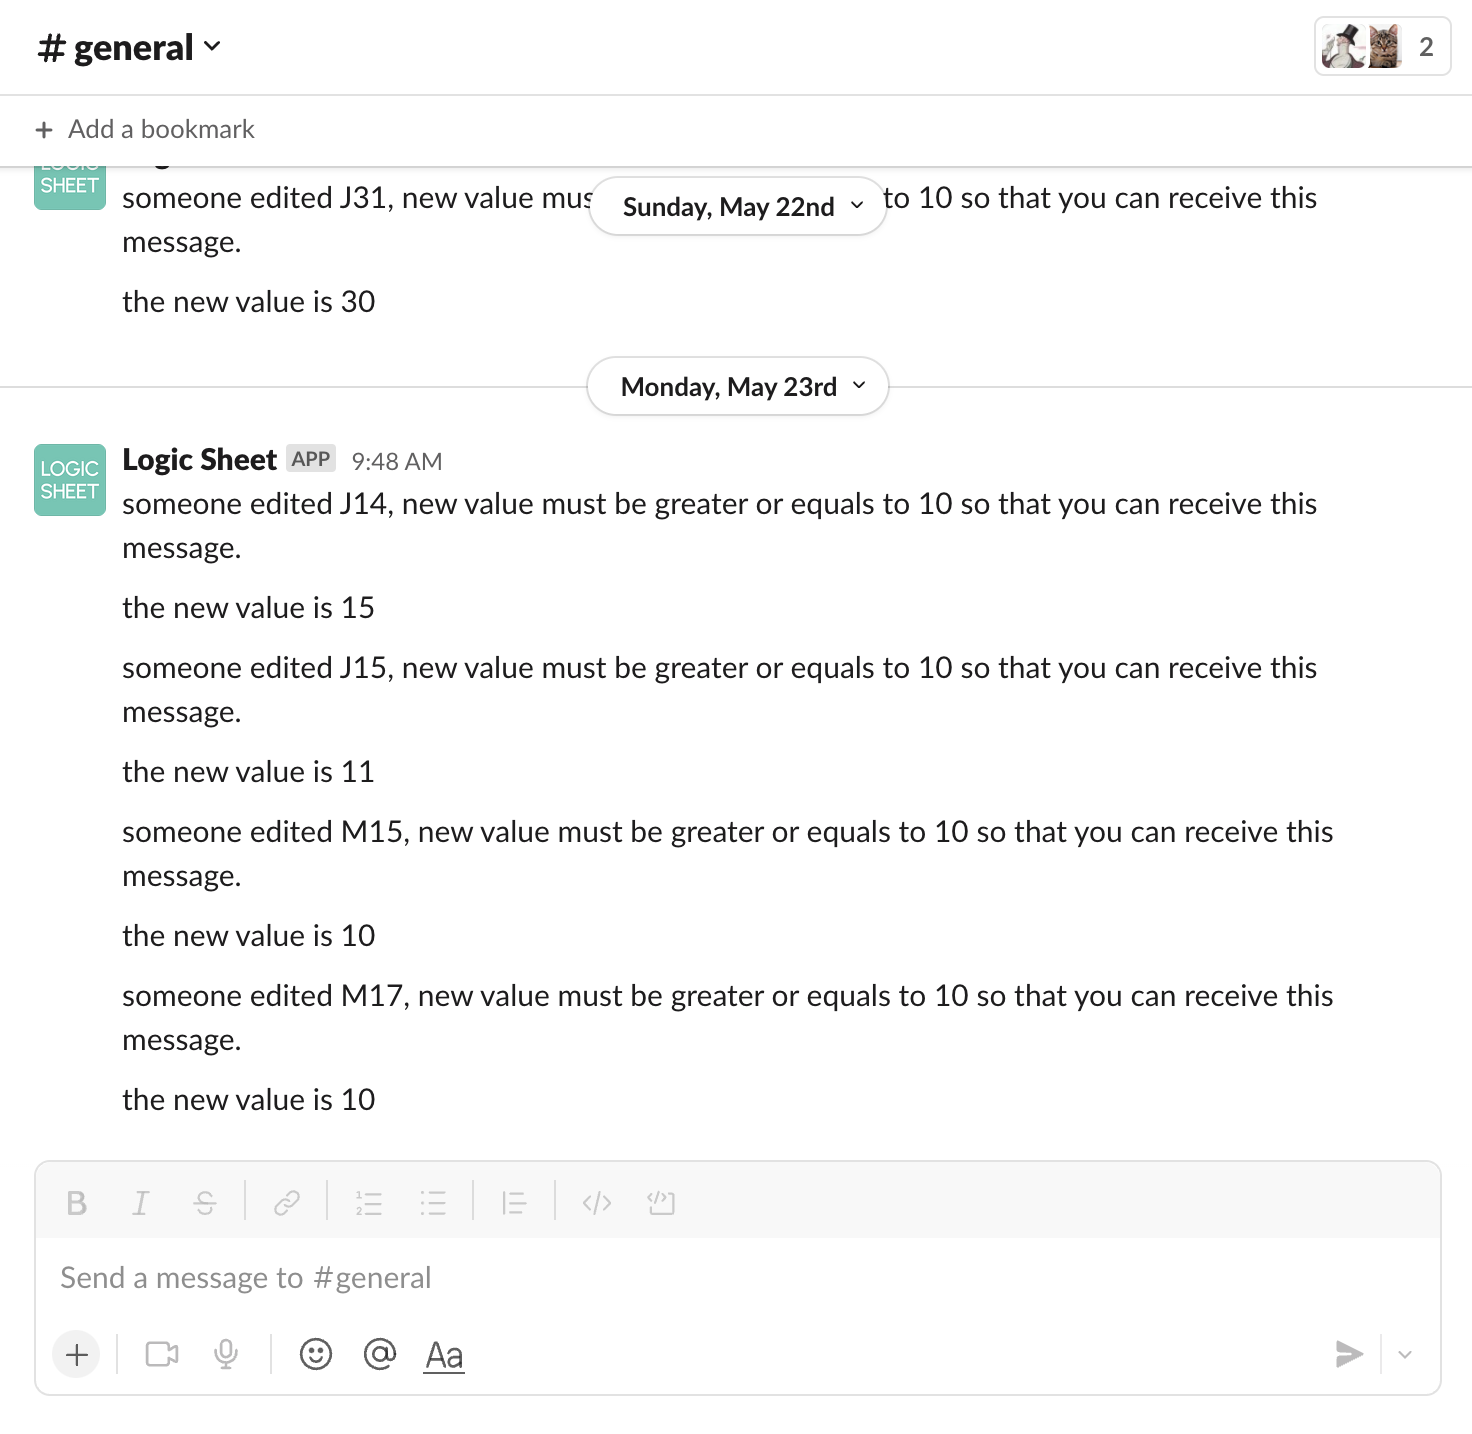 # general
2
+ Add a bookmark
SHEET
someone edited J31, new value mus
Sunday, May 22nd
to 10 so that you can receive this
message.
the new value is 30
Monday, May 23rd
LOGIC
SHEET
Logic Sheet APP 9:48 AM
someone edited J14, new value must be greater or equals to 10 so that you can receive this
message.
the new value is 15
someone edited J15, new value must be greater or equals to 10 so that you can receive this
message.
the new value is 11
someone edited M15, new value must be greater or equals to 10 so that you can receive this
message.
the new value is 10
someone edited M17, new value must be greater or equals to 10 so that you can receive this
message.
the new value is 10
B I S
Send a message to #general
+ @ Aa